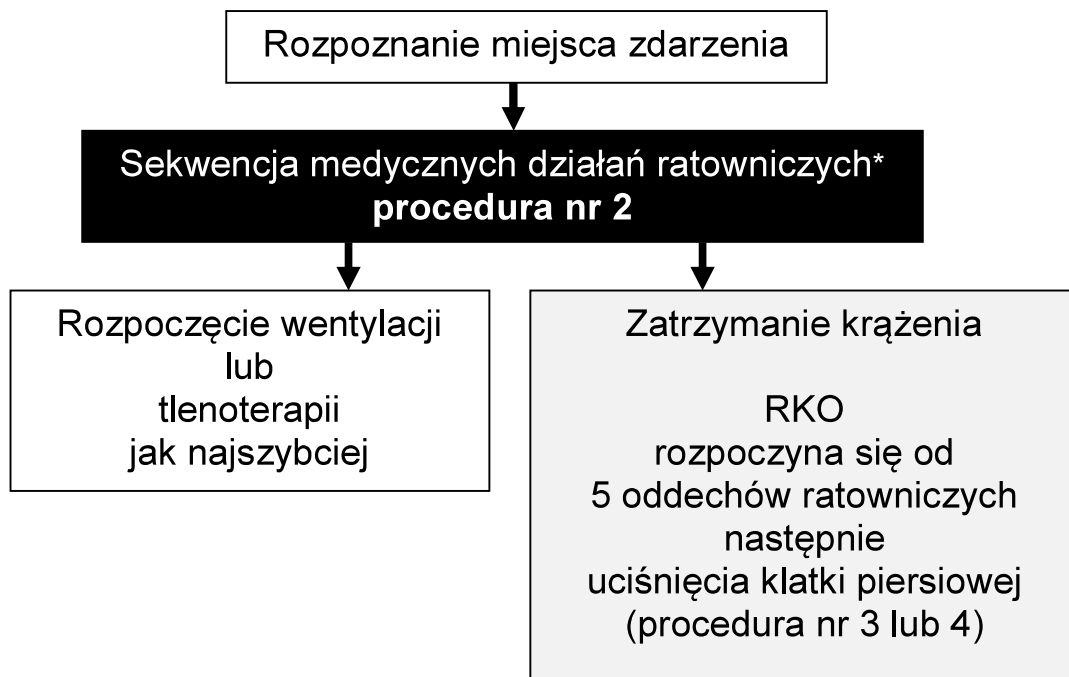 Rozpoznanie miejsca zdarzenia
Sekwencja medycznych działań ratowniczych*
procedura nr 2
Rozpoczęcie wentylacji
lub
tlenoterapii
jak najszybciej
Zatrzymanie krążenia
RKO
rozpoczyna się od
5 oddechów ratowniczych
następnie
uciśnięcia klatki piersiowej
(procedura nr 3 lub 4)